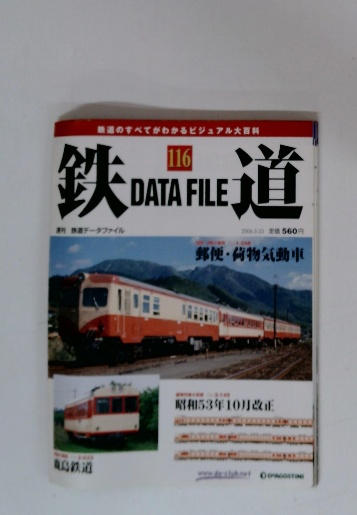 鉄道のすべてがわかるビジュアル大百科
116
鉄 DATA FILE 道
週刊 鉄道データファイル
定価 560円
郵便・荷物気動車
昭和53年10月改正
島鉄道
www.de-club.net
DeAGOSTINI